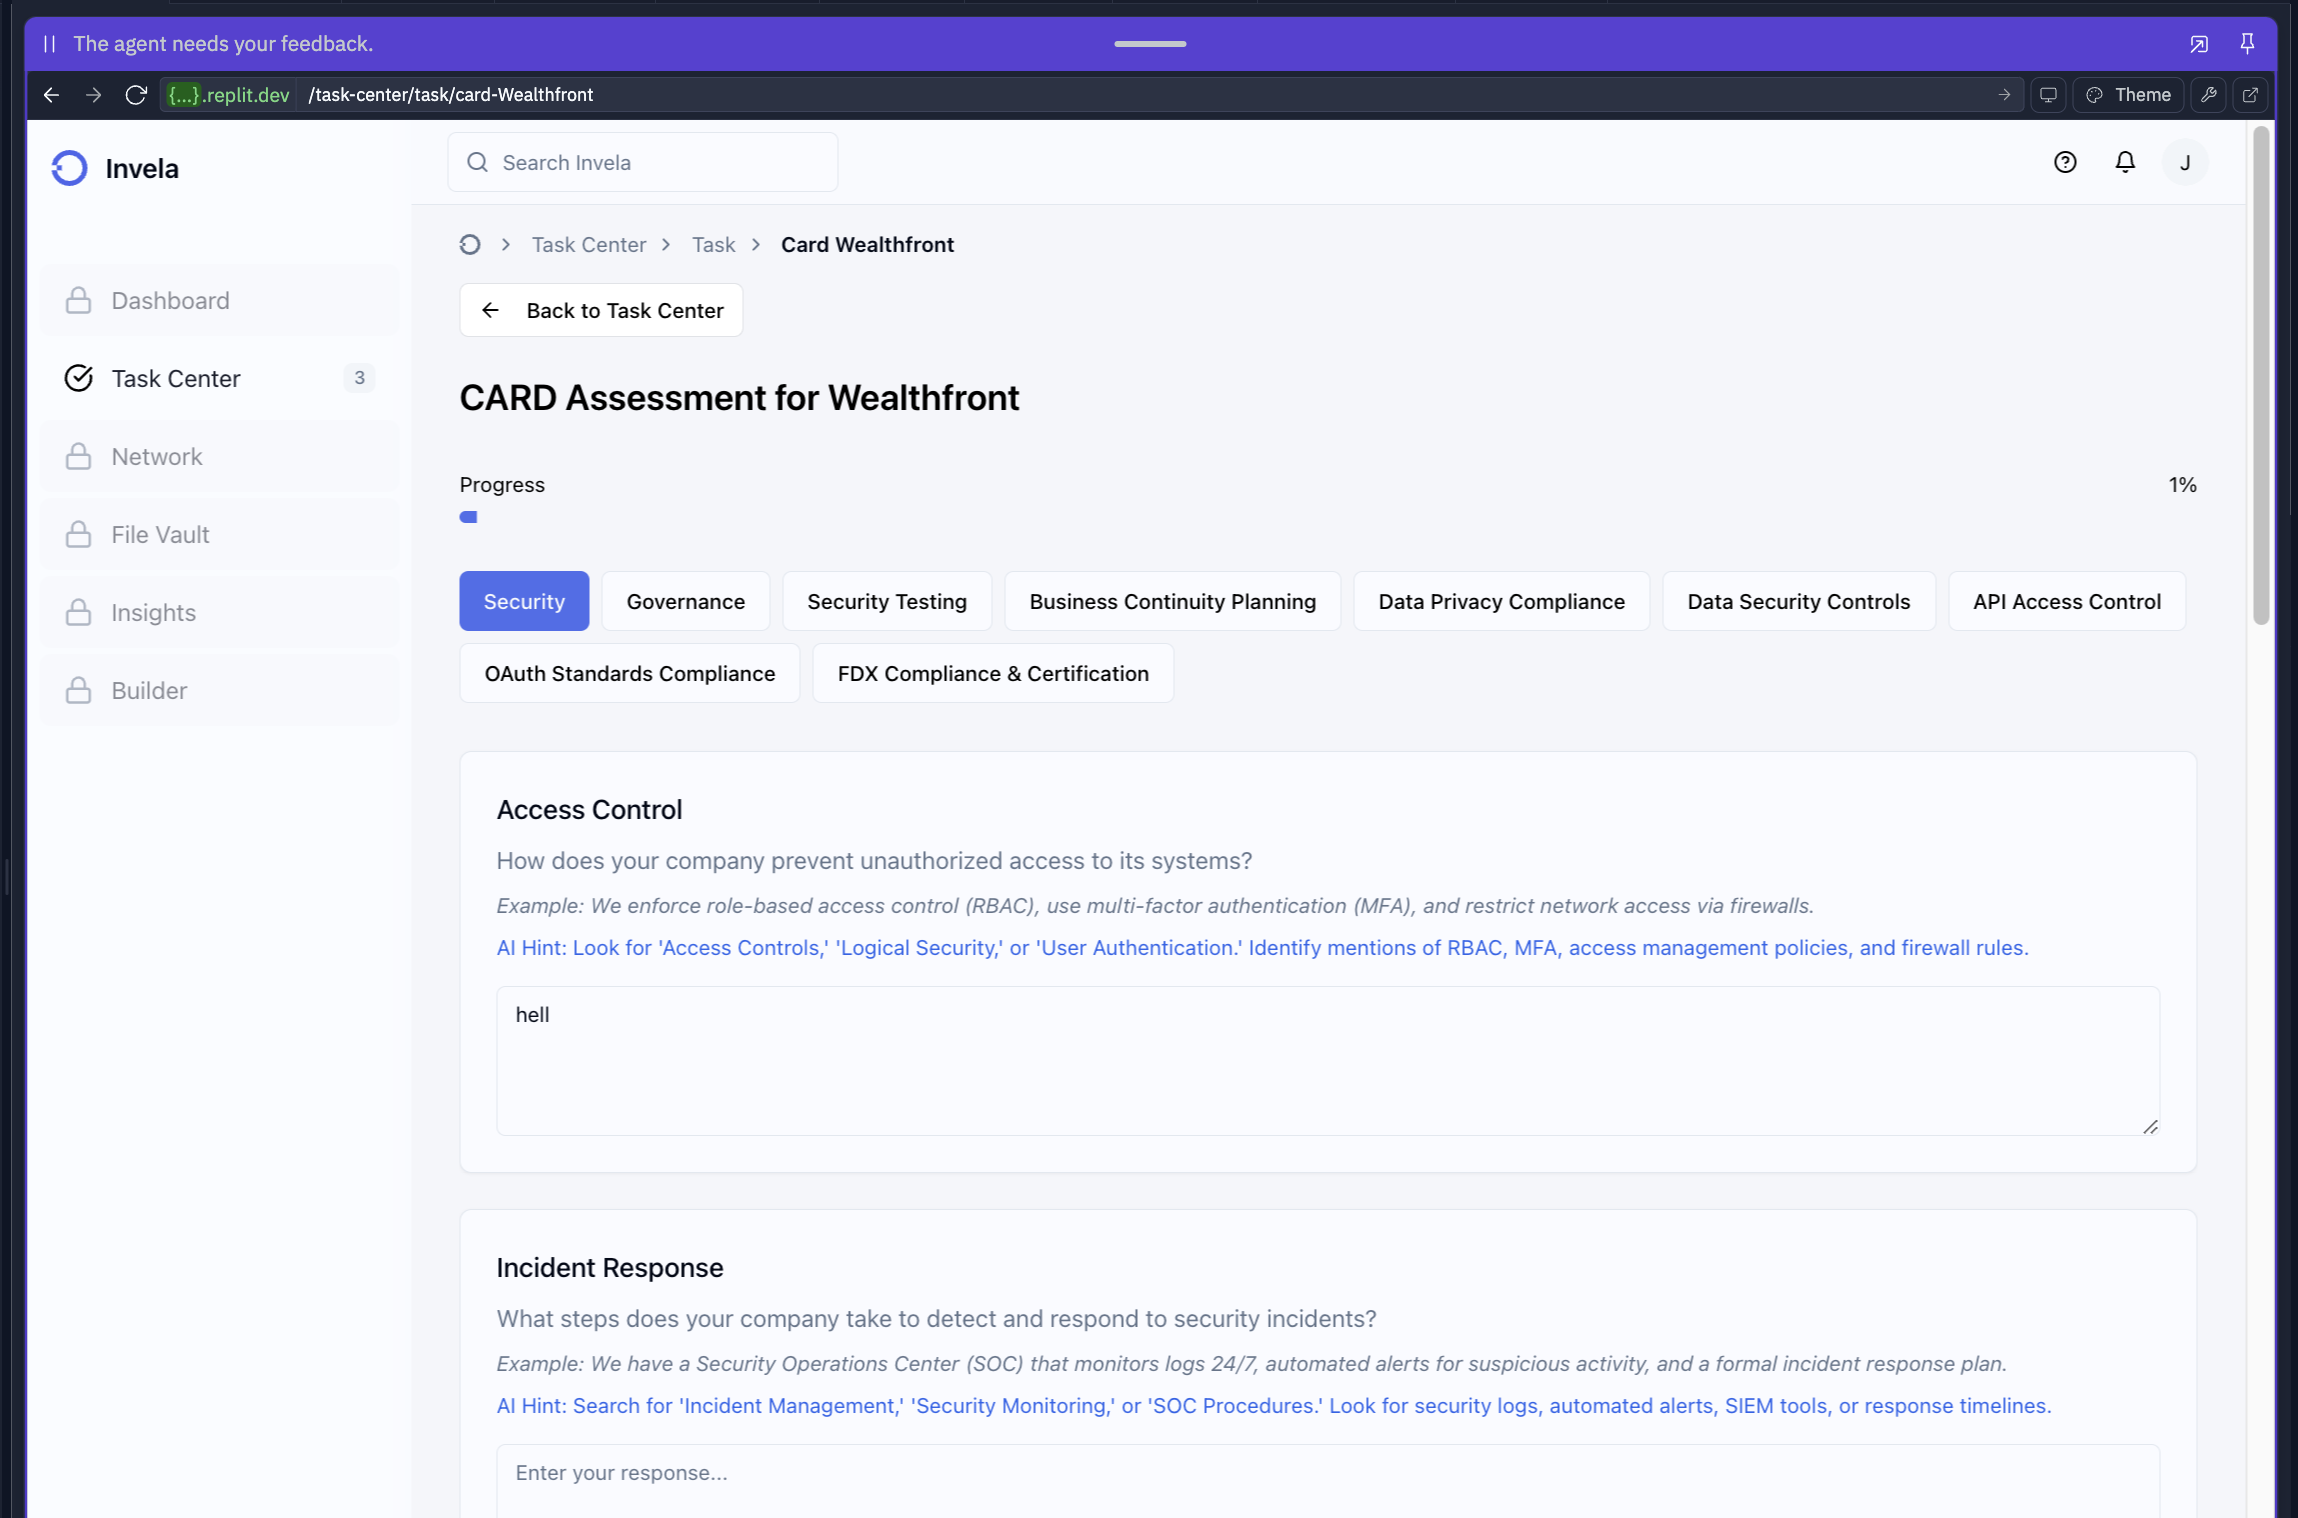 The agent needs your feedback.
{...}.replit.dev /task-center/task/card-Wealthfront
Theme
Invela
Search Invela
J
Dashboard
Task Center 3
Network
File Vault
Insights
Builder
Task Center > Task > Card Wealthfront
Back to Task Center
CARD Assessment for Wealthfront
Progress 1%
Security Governance Security Testing Business Continuity Planning Data Privacy Compliance Data Security Controls API Access Control
OAuth Standards Compliance FDX Compliance & Certification
Access Control
How does your company prevent unauthorized access to its systems?
Example: We enforce role-based access control (RBAC), use multi-factor authentication (MFA), and restrict network access via firewalls.
AI Hint: Look for 'Access Controls,' 'Logical Security,' or 'User Authentication.' Identify mentions of RBAC, MFA, access management policies, and firewall rules.
hell
Incident Response
What steps does your company take to detect and respond to security incidents?
Example: We have a Security Operations Center (SOC) that monitors logs 24/7, automated alerts for suspicious activity, and a formal incident response plan.
AI Hint: Search for 'Incident Management,' 'Security Monitoring,' or 'SOC Procedures.' Look for security logs, automated alerts, SIEM tools, or response timelines.
Enter your response...